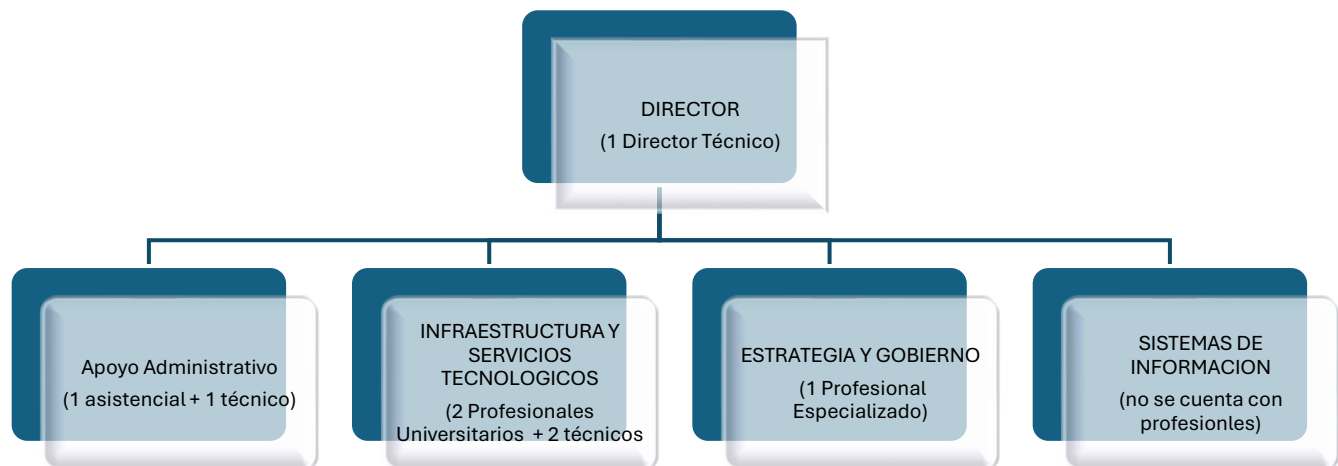 DIRECTOR
(1 Director Técnico)
Apoyo Administrativo
(1 asistencial + 1 técnico)
INFRAESTRUCTURA Y
SERVICIOS
TECNOLOGICOS
(2 Profesionales
Universitarios + 2 técnicos
ESTRATEGIA Y GOBIERNO
(1 Profesional
Especializado)
SISTEMAS DE
INFORMACION
(no se cuenta con
profesionles)